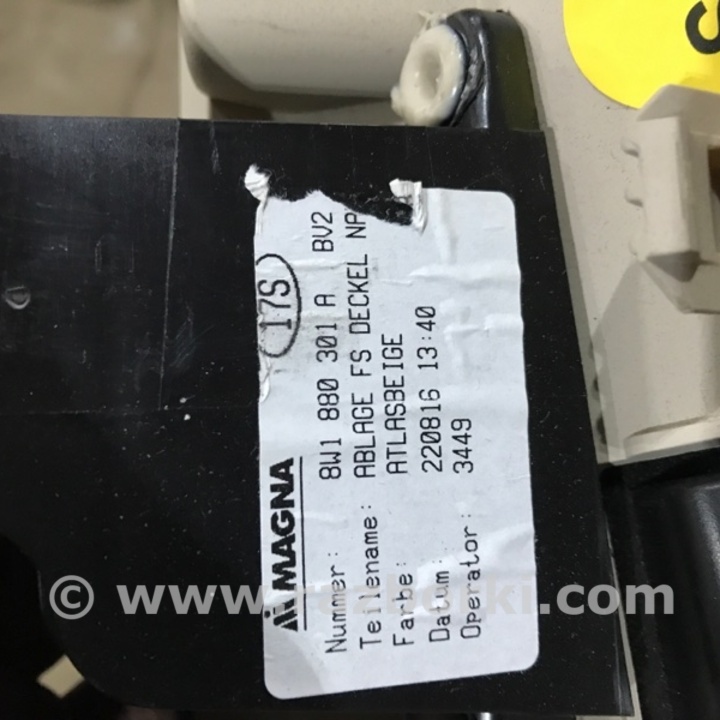 17S
MAGNA
Nummer: 8W1 880 301 A BV2
Teilename: ABLAGE FS DECKEL NP
Farbe: ATLASBEIGE
Datum: 220816 13:40
Operator: 3449
© www.razborki.com